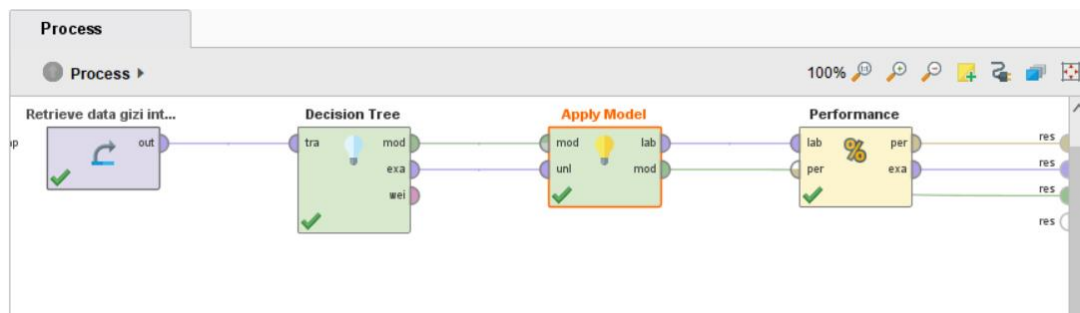 Process
Process
100%
Retrieve data gizi int...
out
Decision Tree
tra
mod
exa
wei
Apply Model
mod
lab
unl
mod
Performance
lab
per
per
exa
res
res
res
res